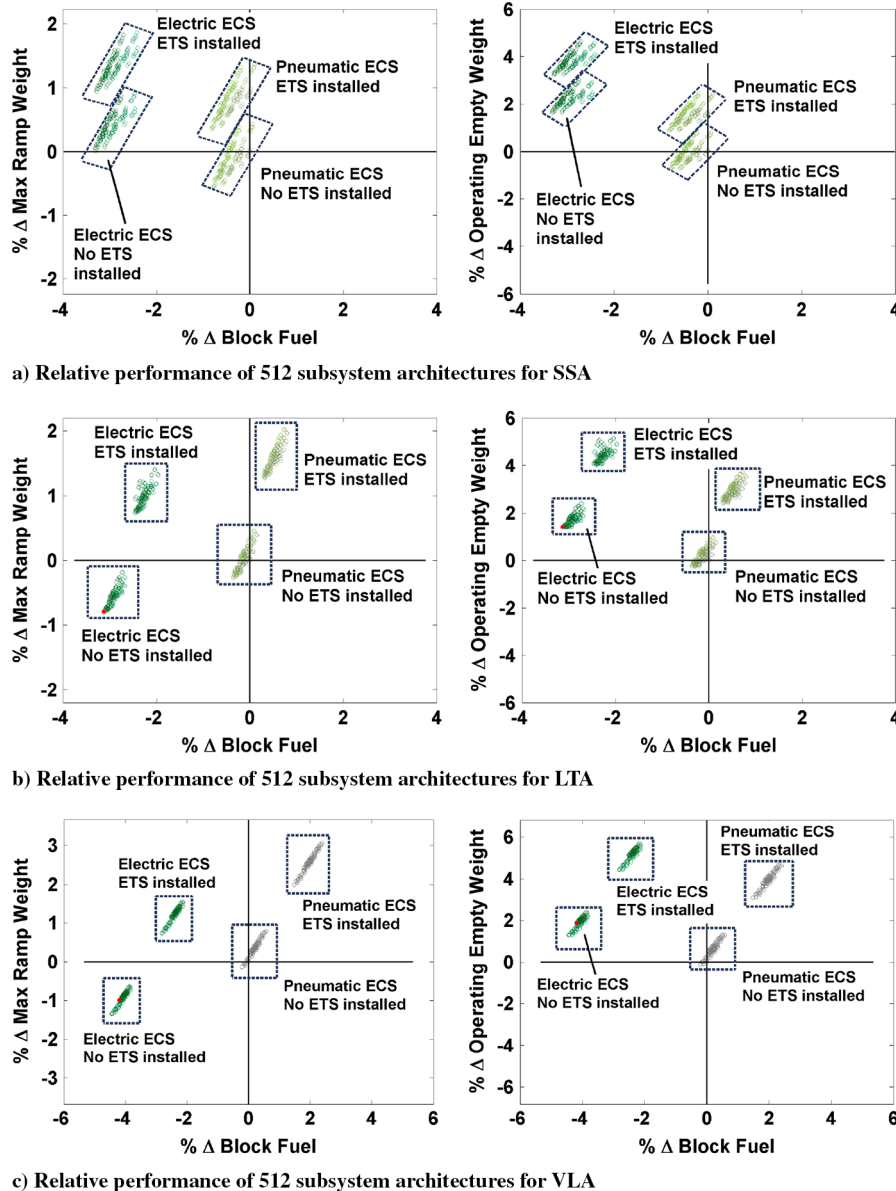 Electric ECS
ETS installed
Pneumatic ECS
ETS installed
Pneumatic ECS
No ETS installed
Electric ECS
No ETS
installed
% Δ Max Ramp Weight
2
1
0
1
2
-4
-2
0
2
4
% Δ Block Fuel
Electric ECS
ETS installed
Pneumatic ECS
ETS installed
Pneumatic ECS
No ETS installed
Electric ECS
No ETS
installed
% Δ Operating Empty Weight
6
4
2
0
-2
-4
-6
-4
-2
0
2
4
% Δ Block Fuel
a) Relative performance of 512 subsystem architectures for SSA
Electric ECS
ETS installed
Pneumatic ECS
ETS installed
Pneumatic ECS
No ETS installed
Electric ECS
No ETS installed
% Δ Max Ramp Weight
2
1
0
-1
-2
-4
-2
0
2
4
% Δ Block Fuel
Electric ECS
ETS installed
Pneumatic ECS
ETS installed
Electric ECS
No ETS installed
Pneumatic ECS
No ETS installed
% Δ Operating Empty Weight
6
4
2
0
-2
-4
-6
-4
-2
0
2
4
% Δ Block Fuel
b) Relative performance of 512 subsystem architectures for LTA
Electric ECS
ETS installed
Pneumatic ECS
ETS installed
Pneumatic ECS
No ETS installed
Electric ECS
No ETS installed
% Δ Max Ramp Weight
3
2
1
0
-1
-2
-3
-6
-4
-2
0
2
4
6
% Δ Block Fuel
Pneumatic ECS
ETS installed
Electric ECS
ETS installed
Electric ECS
No ETS installed
Pneumatic ECS
No ETS installed
% Δ Operating Empty Weight
6
4
2
0
-2
-4
-6
-6
-4
-2
0
2
4
6
% Δ Block Fuel
c) Relative performance of 512 subsystem architectures for VLA